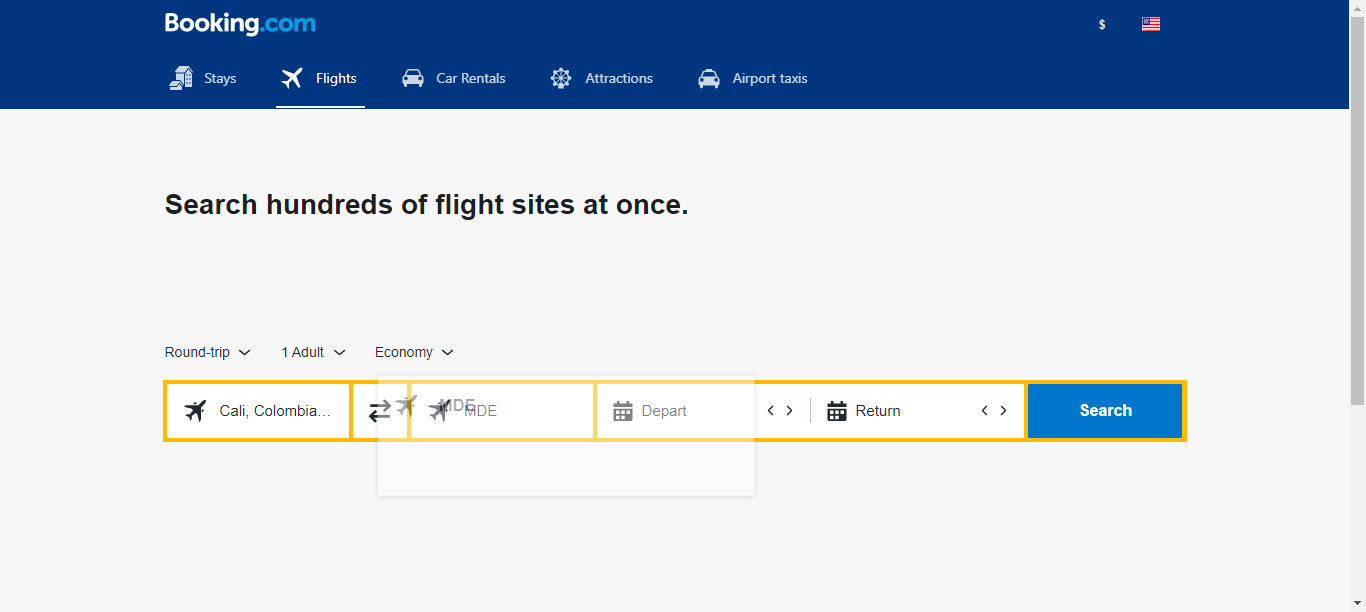 Booking.com
$
Stays
Flights
Car Rentals
Attractions
Airport taxis
Search hundreds of flight sites at once.
Round-trip
1 Adult
Economy
Cali, Colombia...
MDE
MDE
Depart
Return
Search